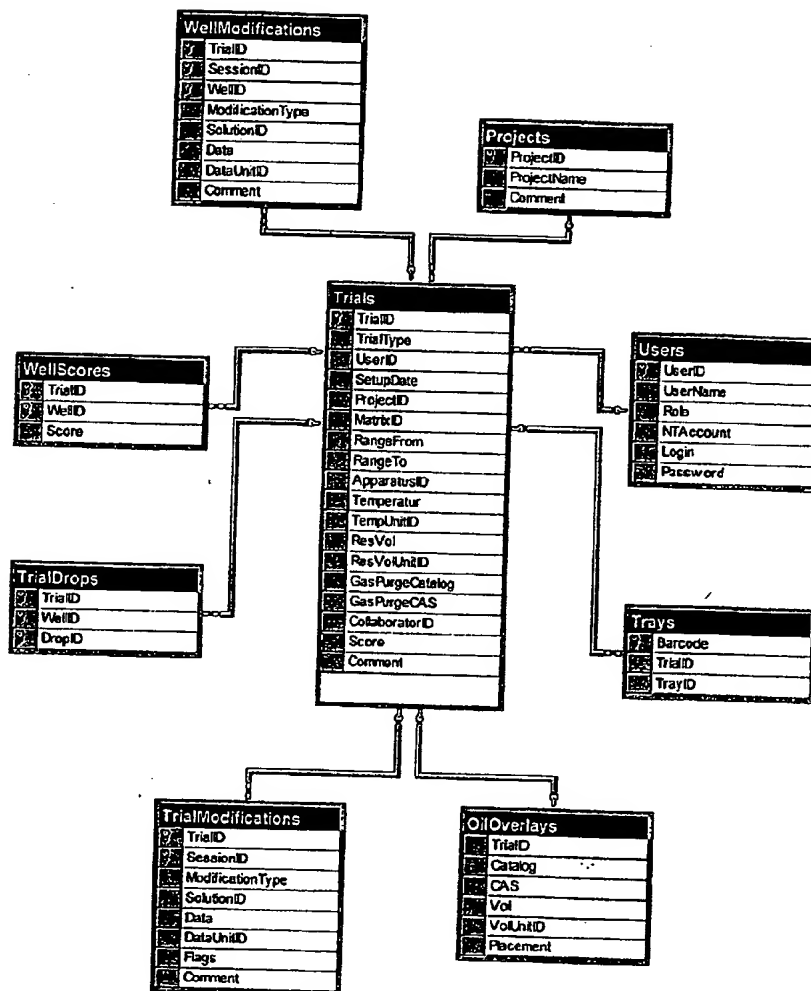 WellModifications
TrialID
SessionID
WellID
ModificationType
SolutionID
Data
DataUnitID
Comment
Projects
ProjectID
ProjectName
Comment
Trials
TrialID
TrialType
UserID
SetupDate
ProjectID
MatrixID
RangeFrom
RangeTo
ApparatusID
Temperatur
TempUnitID
ResVol
ResVolUnitID
GasPurgeCatalog
GasPurgeCAS
CollaboratorID
Score
Comment
WellScores
TrialID
WellID
Score
Users
UserID
UserName
Role
NTAccount
Login
Password
TrialDrops
TrialID
WellID
DropID
Trays
Barcode
TrialID
TrayID
TrialModifications
TrialID
SessionID
ModificationType
SolutionID
Data
DataUnitID
Flags
Comment
OilOverlays
TrialID
Catalog
CAS
Vol
VolUnitID
Placement